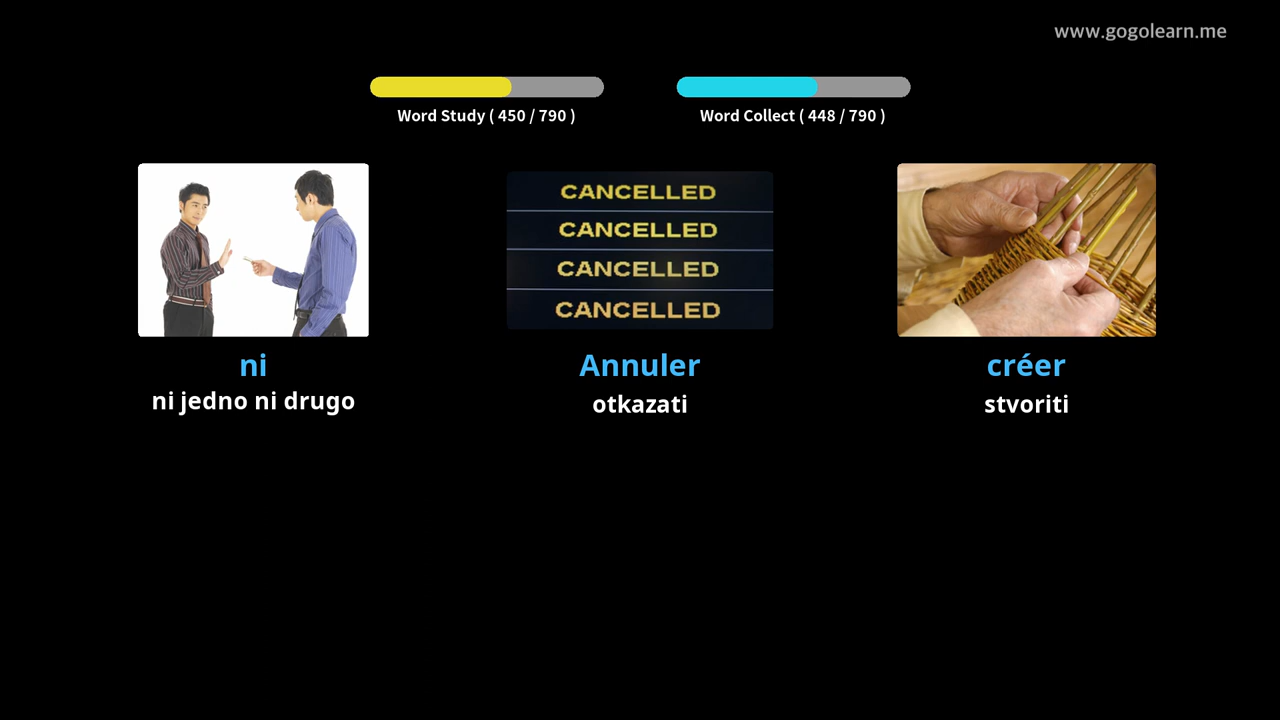 www.gogolearn.me
Word Study ( 450 / 790 )
Word Collect ( 448 / 790 )
CANCELLED
CANCELLED
CANCELLED
CANCELLED
ni
ni jedno ni drugo
Annuler
otkazati
créer
stvoriti